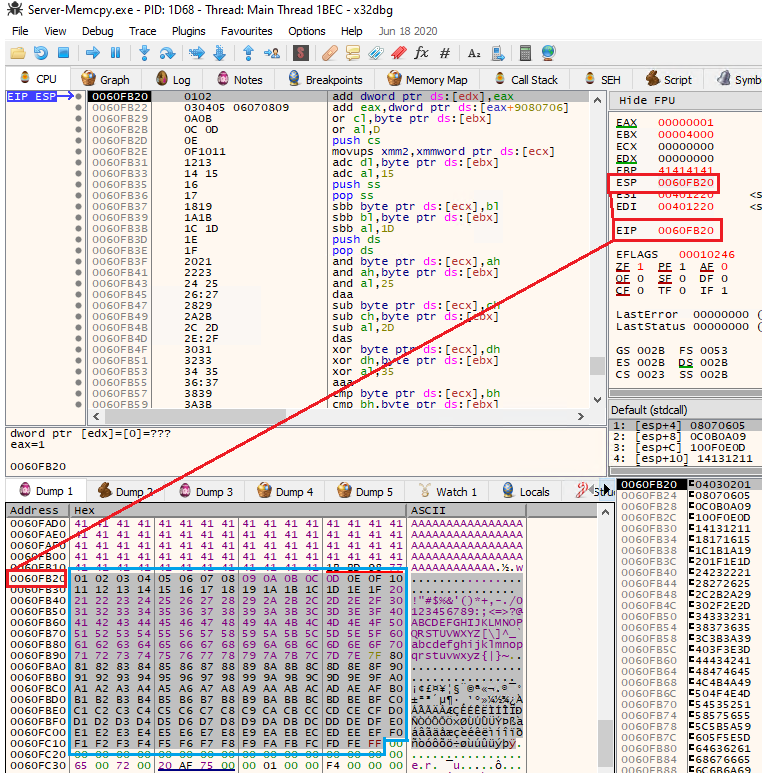 Server-Memcpy.exe - PID: 1D68 - Thread: Main Thread 1BEC - x32dbg
File View Debug Trace Plugins Favourites Options Help Jun 18 2020
CPU Graph Log Notes Breakpoints Memory Map Call Stack SEH Script Symb
EIP ESP
0060FB20 0102 add dword ptr ds:[edx],eax
0060FB22 030405 06070809 add eax,dword ptr ds:[eax+9080706]
0060FB29 0A0B or cl,byte ptr ds:[ebx]
0060FB2B 0C 0D or al,D
0060FB2D 0E push cs
0060FB2E 0F1011 movups xmm2,xmmword ptr ds:[ecx]
0060FB31 1213 adc dl,byte ptr ds:[ebx]
0060FB33 14 15 adc al,15
0060FB35 16 push ss
0060FB36 17 pop ss
0060FB37 1819 sbb byte ptr ds:[ecx],bl
0060FB39 1A1B sbb bl,byte ptr ds:[ebx]
0060FB3B 1C 1D sbb al,1D
0060FB3D 1E push ds
0060FB3E 1F pop ds
0060FB3F 2021 and byte ptr ds:[ecx],ah
0060FB41 2223 and ah,byte ptr ds:[ebx]
0060FB43 24 25 and al,25
0060FB45 26:27 daa
0060FB47 2829 sub byte ptr ds:[ecx],ch
0060FB49 2A2B sub ch,byte ptr ds:[ebx]
0060FB4B 2C 2D sub al,2D
0060FB4D 2E:2F das
0060FB4F 3031 xor byte ptr ds:[ecx],dh
0060FB51 3233 xor dh,byte ptr ds:[ebx]
0060FB53 34 35 xor al,35
0060FB55 36:37 aaa
0060FB57 3839 cmp byte ptr ds:[ecx],bh
0060FB59 3A3B cmp bh,byte ptr ds:[ebx]
Hide FPU
EAX 00000001
EBX 00004000
ECX 00000000
EDX 00000000
EBP 41414141
ESP 0060FB20
ESI 00401220 <s
EDI 00401220 <s
EIP 0060FB20
EFLAGS 00010246
ZF 1 PF 1 AF 0
OF 0 SF 0 DF 0
CF 0 TF 0 IF 1
LastError 00000000 (
LastStatus 00000000 (
GS 002B FS 0053
ES 002B DS 002B
CS 0023 SS 002B
dword ptr [edx]=[0]=???
eax=1
0060FB20
Default (stdcall)
1: [esp+4] 08070605
2: [esp+8] 0C0B0A09
3: [esp+C] 100F0E0D
4: [esp+10] 14131211
Dump 1 Dump 2 Dump 3 Dump 4 Dump 5 Watch 1 Locals Stru
Address Hex ASCII
0060FAD0 41 41 41 41 41 41 41 41 41 41 41 41 41 41 41 41 AAAAAAAAAAAAAAAA
0060FAE0 41 41 41 41 41 41 41 41 41 41 41 41 41 41 41 41 AAAAAAAAAAAAAAAA
0060FAF0 41 41 41 41 41 41 41 41 41 41 41 41 41 41 41 41 AAAAAAAAAAAAAAAA
0060FB00 41 41 41 41 41 41 41 41 41 41 41 41 41 41 41 41 AAAAAAAAAAAAAAAA
0060FB10 41 41 41 41 41 41 41 41 41 41 41 41 77 AAAAAAAAAAAA.½.w
0060FB20 01 02 03 04 05 06 07 08 09 0A 0B 0C 0D 0E 0F 10 ................
0060FB30 11 12 13 14 15 16 17 18 19 1A 1B 1C 1D 1E 1F 20 ...............
0060FB40 21 22 23 24 25 26 27 28 29 2A 2B 2C 2D 2E 2F 30 !"#$%&'()*+,-./0
0060FB50 31 32 33 34 35 36 37 38 39 3A 3B 3C 3D 3E 3F 40 123456789:;<=>?@
0060FB60 41 42 43 44 45 46 47 48 49 4A 4B 4C 4D 4E 4F 50 ABCDEFGHIJKLMNOP
0060FB70 51 52 53 54 55 56 57 58 59 5A 5B 5C 5D 5E 5F 60 QRSTUVWXYZ[\]^_`
0060FB80 61 62 63 64 65 66 67 68 69 6A 6B 6C 6D 6E 6F 70 abcdefghijklmnop
0060FB90 71 72 73 74 75 76 77 78 79 7A 7B 7C 7D 7E 7F 80 qrstuvwxyz{|}~..
0060FBA0 81 82 83 84 85 86 87 88 89 8A 8B 8C 8D 8E 8F 90 ................
0060FBB0 91 92 93 94 95 96 97 98 99 9A 9B 9C 9D 9E 9F A0 ...............
0060FBC0 A1 A2 A3 A4 A5 A6 A7 A8 A9 AA AB AC AD AE AF B0
0060FBD0 B1 B2 B3 B4 B5 B6 B7 B8 B9 BA BB BC BD BE BF C0
0060FBE0 C1 C2 C3 C4 C5 C6 C7 C8 C9 CA CB CC CD CE CF D0
0060FBF0 D1 D2 D3 D4 D5 D6 D7 D8 D9 DA DB DC DD DE DF E0
0060FC00 E1 E2 E3 E4 E5 E6 E7 E8 E9 EA EB EC ED EE EF F0
0060FC10 F1 F2 F3 F4 F5 F6 F7 F8 F9 FA FB FC FD FE FF 00
0060FC20 00 00 00 00 00 00 00 00 00 00 00 00 00 00 00 00 ................
0060FC30 65 00 72 00 20 AF 75 00 00 01 00 00 F4 00 00 00
0060FB20 04030201
0060FB24 08070605
0060FB28 0C0B0A09
0060FB2C 100F0E0D
0060FB30 14131211
0060FB34 18171615
0060FB38 1C1B1A19
0060FB3C 201F1E1D
0060FB40 24232221
0060FB44 28272625
0060FB48 2C2B2A29
0060FB4C 302F2E2D
0060FB50 34333231
0060FB54 38373635
0060FB58 3C3B3A39
0060FB5C 403F3E3D
0060FB60 44434241
0060FB64 48474645
0060FB68 4C4B4A49
0060FB6C 504F4E4D
0060FB70 54535251
0060FB74 58575655
0060FB78 5C5B5A59
0060FB7C 605F5E5D
0060FB80 64636261
0060FB84 68676665
0060FB88 6C6B6A69